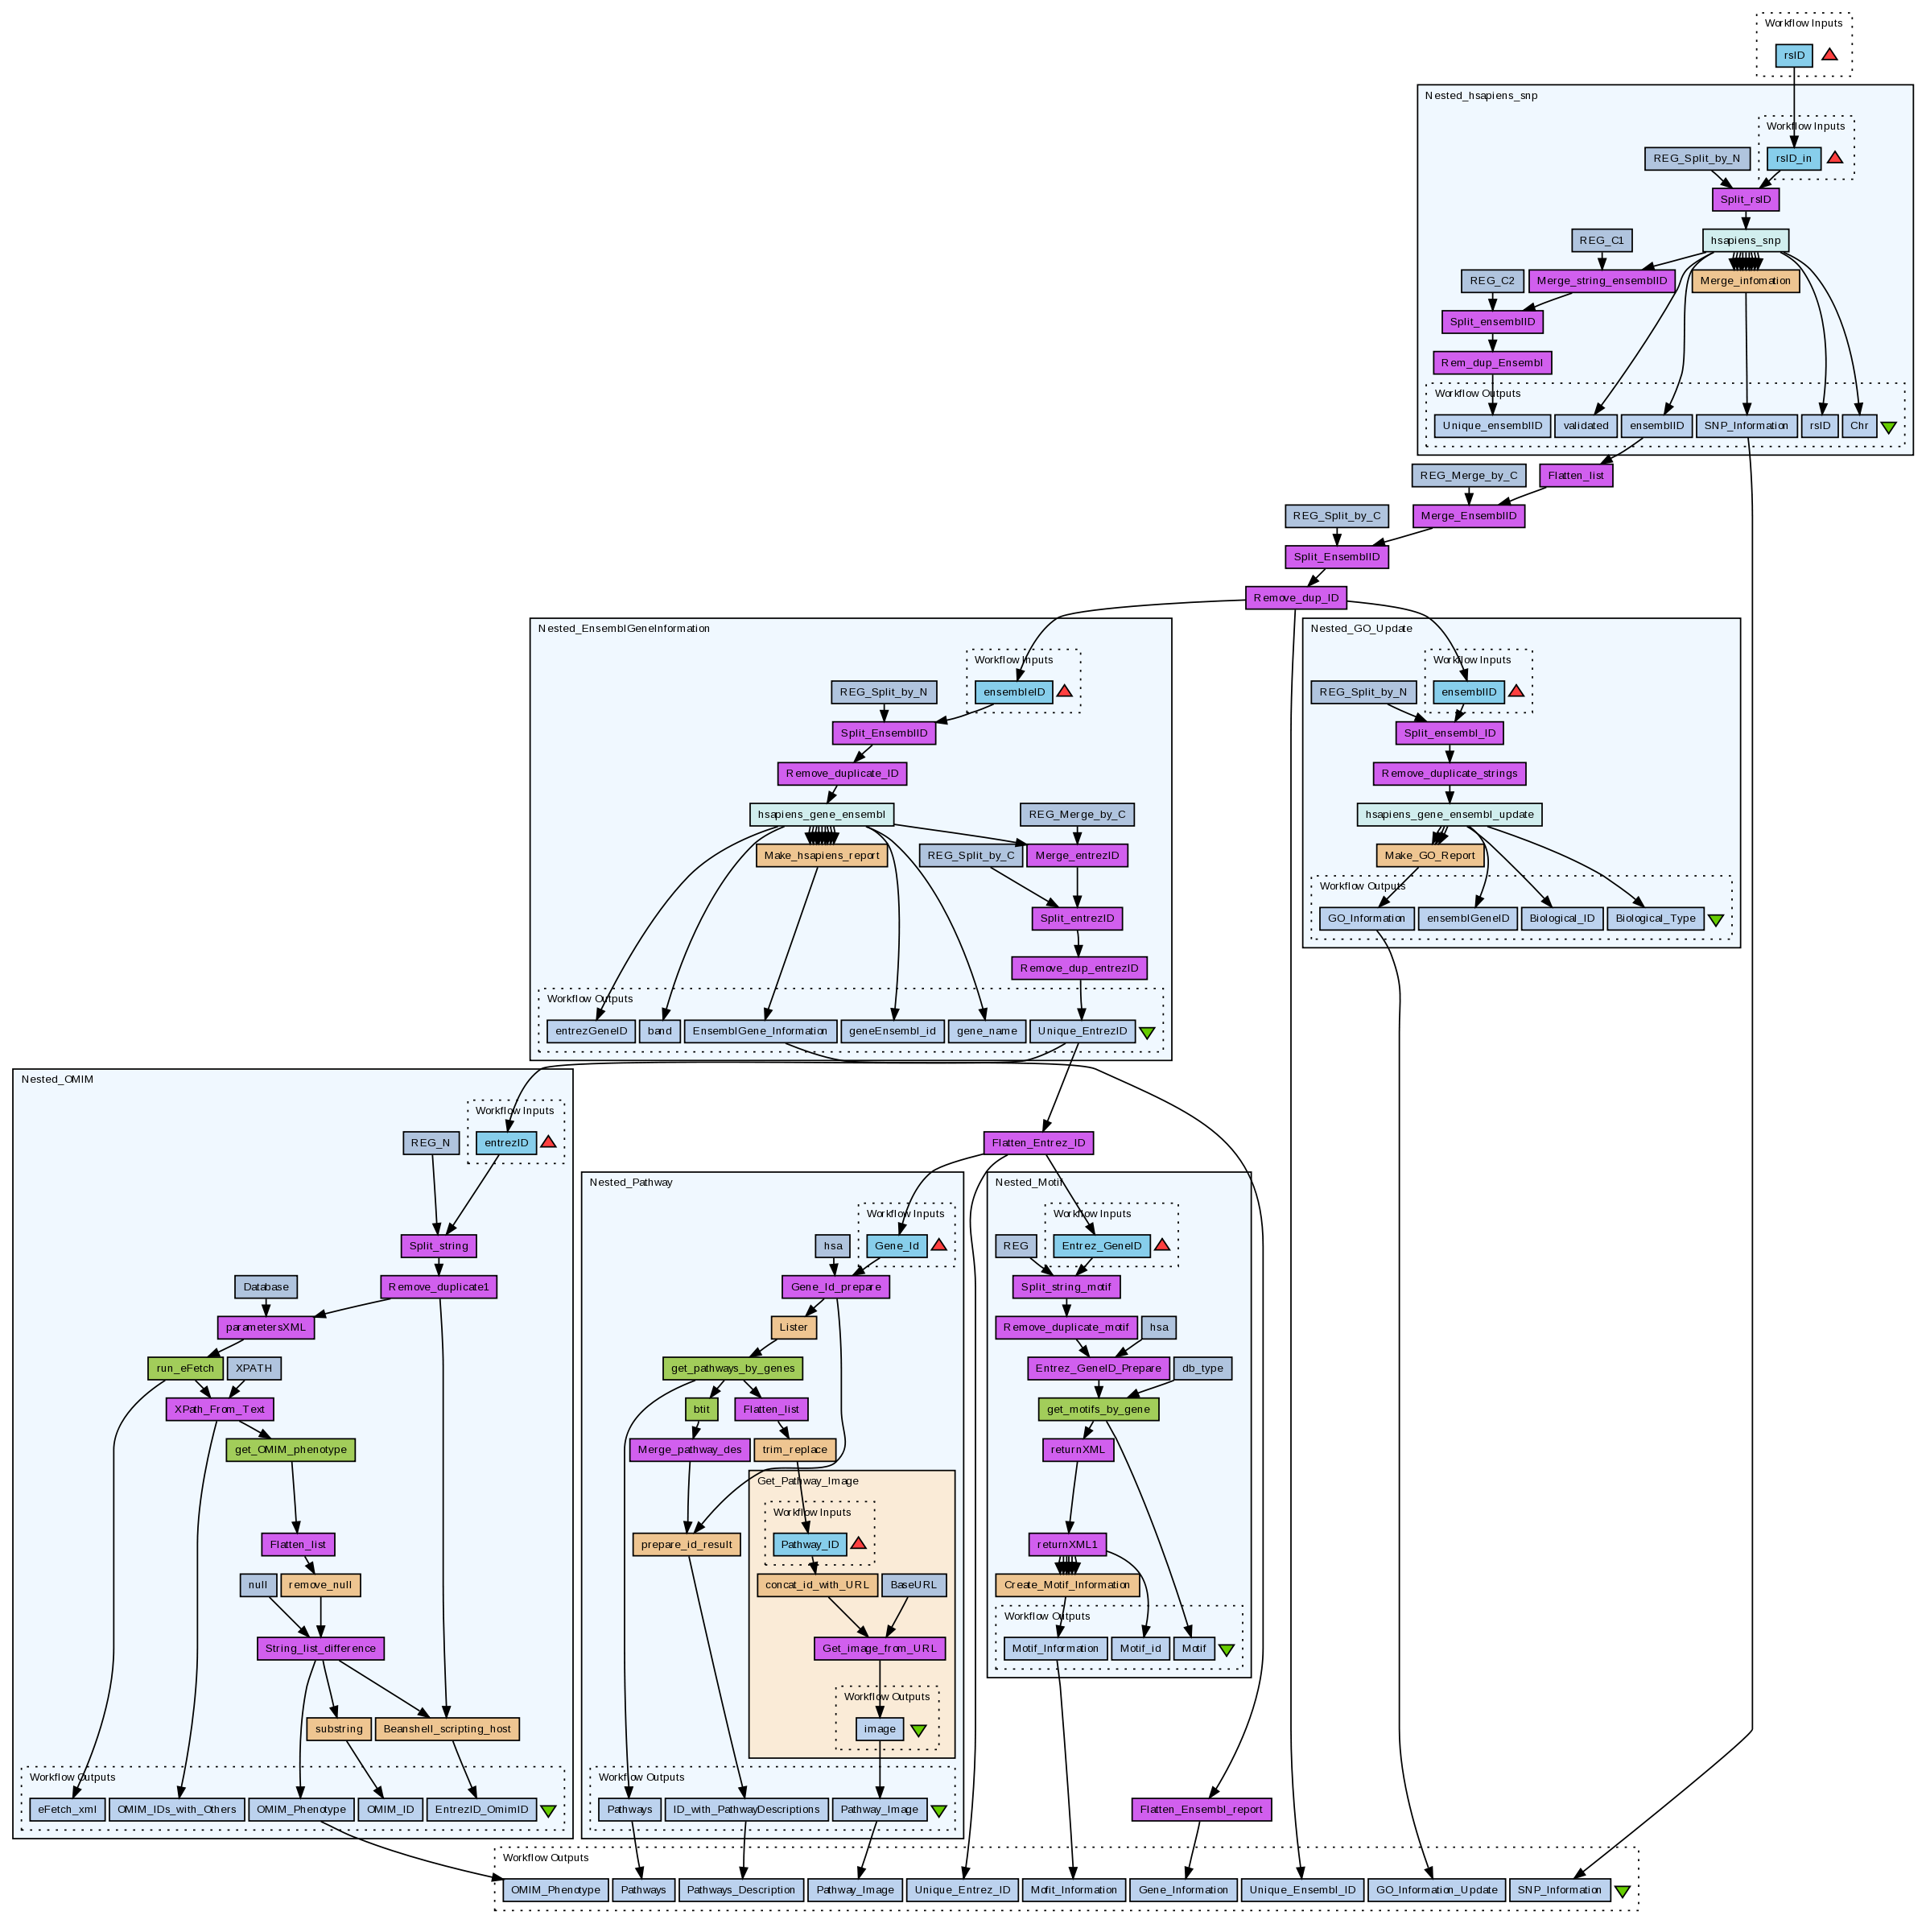 Workflow Inputs
rsID
Nested_hsapiens_snp
Workflow Inputs
REG_Split_by_N
rsID_in
Split_rsID
REG_C1
hsapiens_snp
REG_C2
Merge_string_ensemblID
Merge_infomation
Split_ensemblID
Rem_dup_Ensembl
Workflow Outputs
Unique_ensemblID
validated
ensemblID
SNP_Information
rsID
Chr
REG_Merge_by_C
Flatten_list
REG_Split_by_C
Merge_EnsemblID
Split_EnsemblID
Remove_dup_ID
Nested_EnsemblGeneInformation
Workflow Inputs
REG_Split_by_N
ensembleID
Split_EnsemblID
Remove_duplicate_ID
hsapiens_gene_ensembl
REG_Merge_by_C
Make_hsapiens_report
REG_Split_by_C
Merge_entrezID
Split_entrezID
Remove_dup_entrezID
Workflow Outputs
entrezGeneID
band
EnsemblGene_Information
geneEnsembl_id
gene_name
Unique_EntrezID
Nested_GO_Update
Workflow Inputs
REG_Split_by_N
ensemblID
Split_ensembl_ID
Remove_duplicate_strings
hsapiens_gene_ensembl_update
Make_GO_Report
Workflow Outputs
GO_Information
ensemblGeneID
Biological_ID
Biological_Type
Nested_OMIM
Workflow Inputs
REG_N
entrezID
Split_string
Database
Remove_duplicate1
parametersXML
run_eFetch
XPATH
XPath_From_Text
get_OMIM_phenotype
Flatten_list
null
remove_null
String_list_difference
substring
Beanshell_scripting_host
Workflow Outputs
eFetch_xml
OMIM_IDs_with_Others
OMIM_Phenotype
OMIM_ID
EntrezID_OmimID
Flatten_Entrez_ID
Nested_Pathway
Workflow Inputs
hsa
Gene_Id
Gene_Id_prepare
Lister
get_pathways_by_genes
btit
Flatten_list
Merge_pathway_des
trim_replace
Get_Pathway_Image
Workflow Inputs
prepare_id_result
Pathway_ID
concat_id_with_URL
BaseURL
Get_image_from_URL
Workflow Outputs
image
Workflow Outputs
Pathways
ID_with_PathwayDescriptions
Pathway_Image
Nested_Motif
Workflow Inputs
REG
Entrez_GeneID
Split_string_motif
Remove_duplicate_motif
hsa
Entrez_GeneID_Prepare
db_type
get_motifs_by_gene
returnXML
returnXML1
Create_Motif_Information
Workflow Outputs
Motif_Information
Motif_id
Motif
Flatten_Ensembl_report
Workflow Outputs
OMIM_Phenotype
Pathways
Pathways_Description
Pathway_Image
Unique_Entrez_ID
Mofit_Information
Gene_Information
Unique_Ensembl_ID
GO_Information_Update
SNP_Information